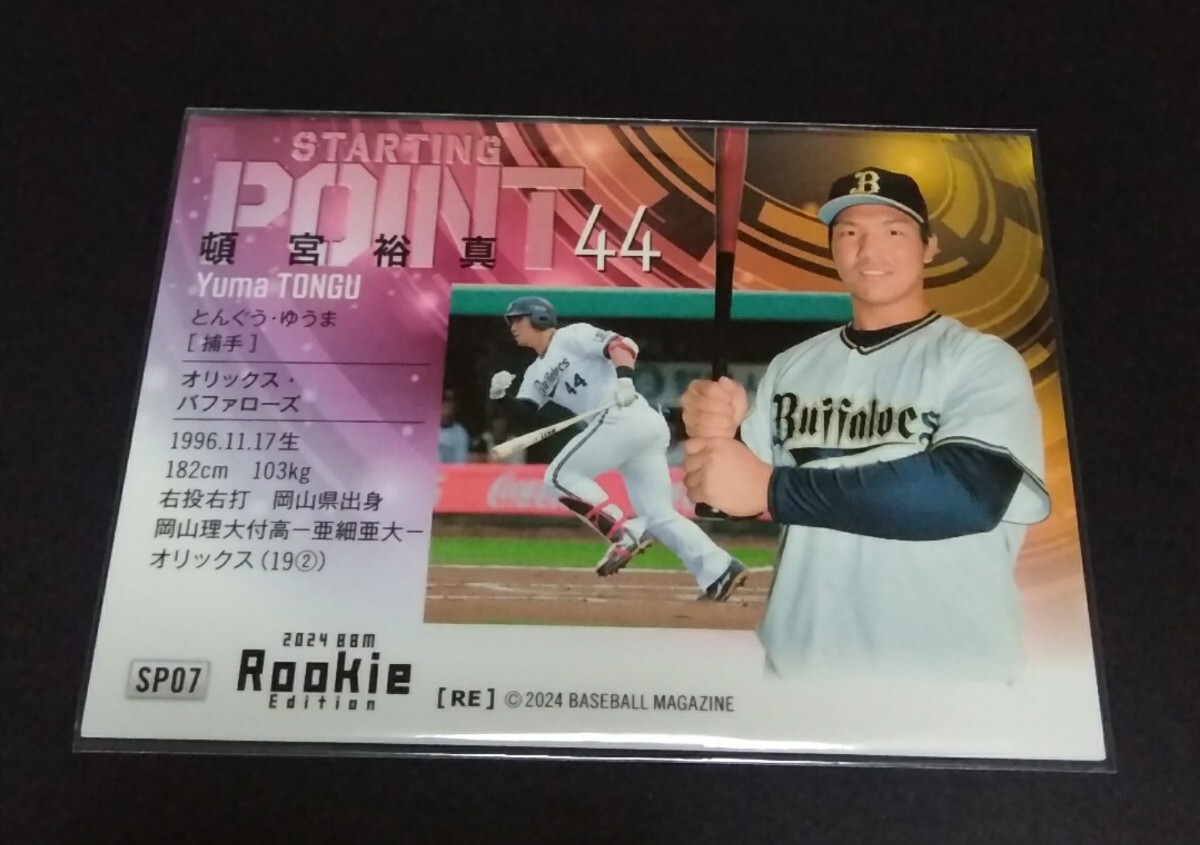 STARTING
POINT
頓宮裕真 44
Yuma TONGU
とんぐう・ゆうま
[捕手]
オリックス・
バファローズ
1996.11.17生
182cm 103kg
右投右打 岡山県出身
岡山理大付高ー亜細亜大ー
オリックス(19②)
SP07
2024 BBM
Rookie
Edition
[RE] © 2024 BASEBALL MAGAZINE
B
Buffaloes
Buffaloes
44